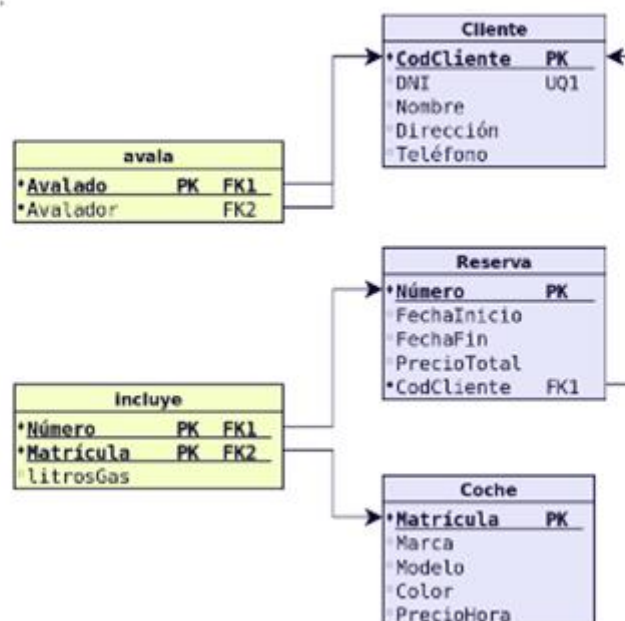 Cliente
CodCliente PK
DNI UQ1
Nombre
Dirección
Teléfono
avala
Avalado PK FK1
Avalador FK2
Reserva
Número PK
FechaInicio
FechaFin
PrecioTotal
CodCliente FK1
incluye
Número PK FK1
Matrícula PK FK2
litrosGas
Coche
Matrícula PK
Marca
Modelo
Color
PrecioHora